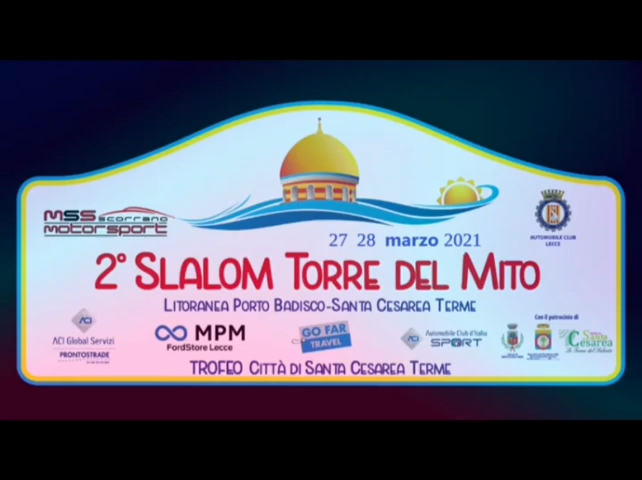 MSS scorrano
motorsport
27 28 marzo 2021
AUTOMOBILE CLUB
LECCE
2° SLALOM TORRE DEL MITO
LITORANEA PORTO BADISCO-SANTA CESAREA TERME
ACI
ACI Global Servizi
PRONTOSTRADE
MPM
FordStore Lecce
GO FAR
TRAVEL
ACI
Automobile Club d'Italia
SPORT
Con il patrocinio di
Santa
Cesarea
TROFEO CITTÀ DI SANTA CESAREA TERME